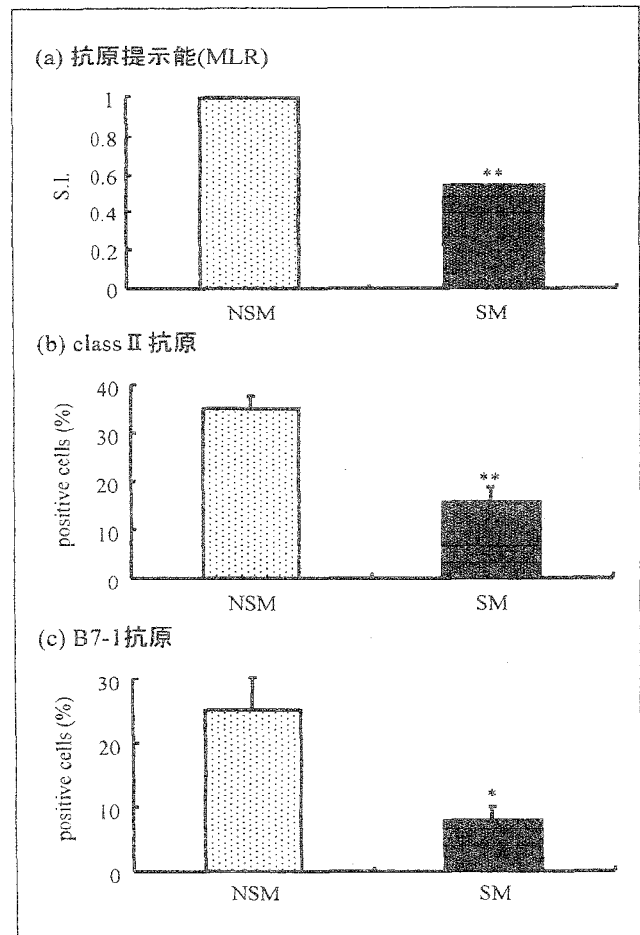 (a) 抗原提示能(MLR)
1
0.8
0.6
0.4
0.2
0
S.I.
**
NSM
SM
(b) class Ⅱ 抗原
40
30
20
10
0
positive cells (%)
**
NSM
SM
(c) B7-1抗原
30
20
10
0
positive cells (%)
*
NSM
SM